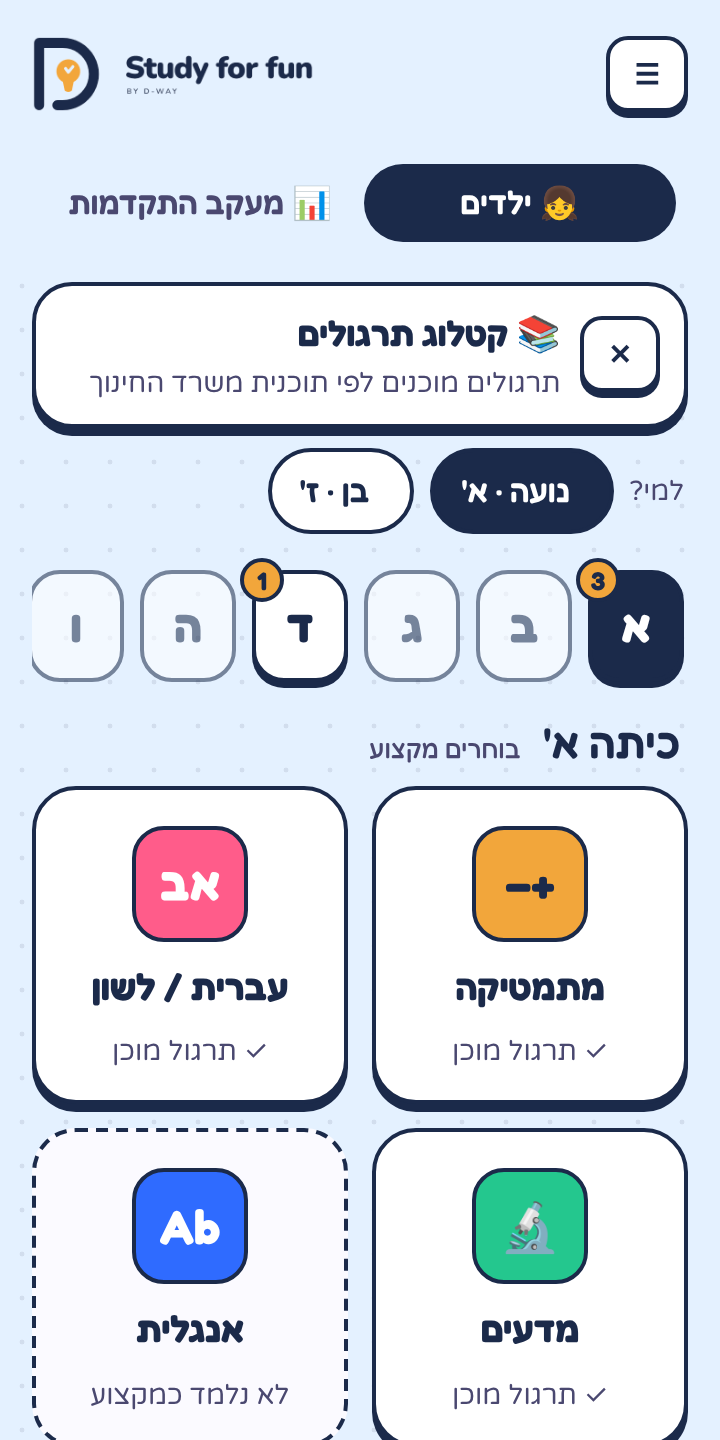 Study for fun
BY D-WAY
☰
👧 ילדים
📊 מעקב התקדמות
✕
📚 קטלוג תרגולים
תרגולים מוכנים לפי תוכנית משרד החינוך
למי?
נועה · א'
בן · ז'
3
1
א ב ג ד ה ו
כיתה א' בוחרים מקצוע
+−
מתמטיקה
✓ תרגול מוכן
אב
עברית / לשון
✓ תרגול מוכן
מדעים
✓ תרגול מוכן
Ab
אנגלית
לא נלמד כמקצוע